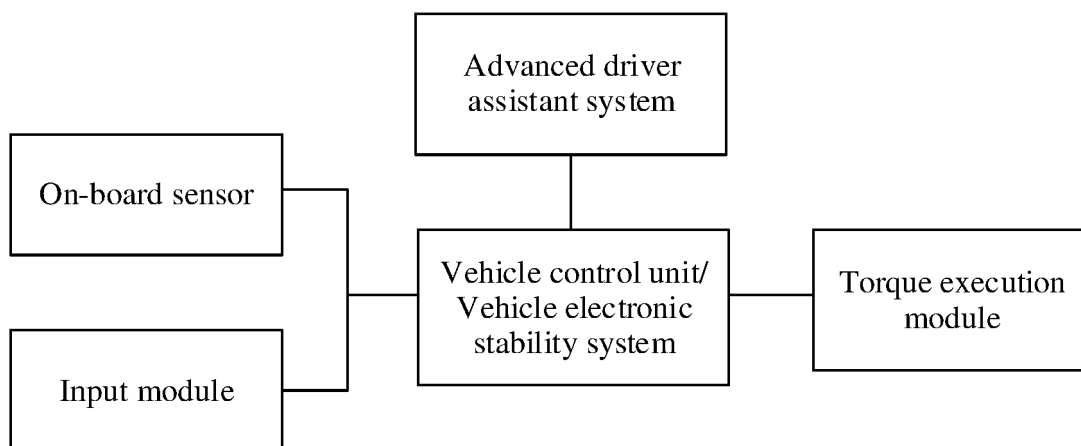 Advanced driver
assistant system
On-board sensor
Vehicle control unit/
Vehicle electronic
stability system
Torque execution
module
Input module